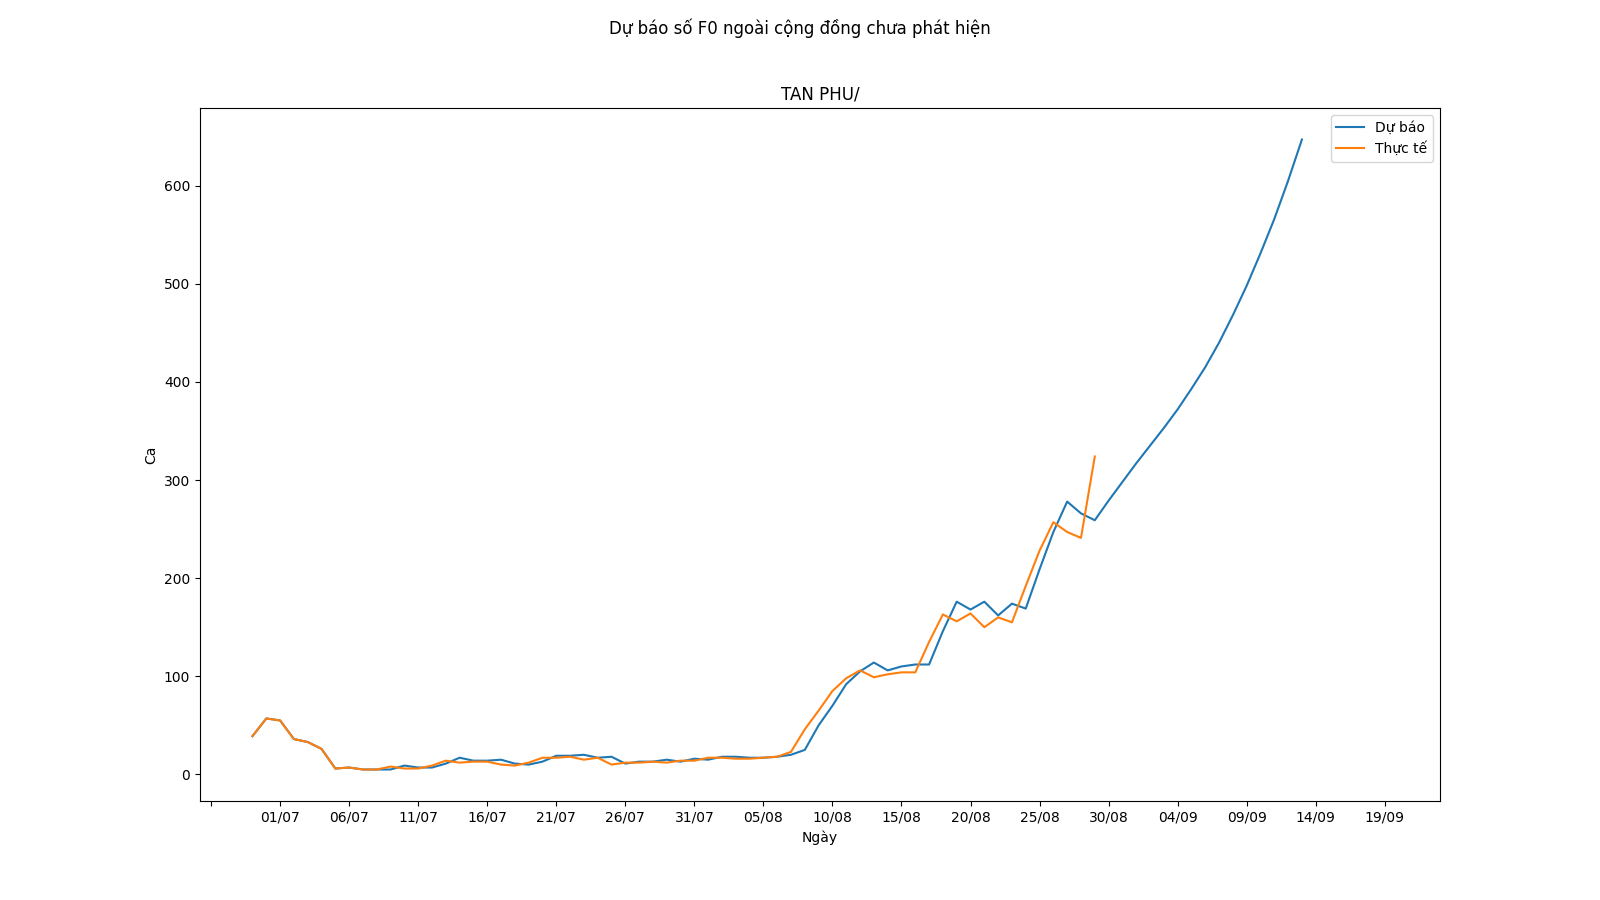 Dự báo số F0 ngoài cộng đồng chưa phát hiện
TAN PHU/
Dự báo
Thực tế
600
500
400
300
200
100
0
Ca
01/07 06/07 11/07 16/07 21/07 26/07 31/07 05/08 10/08 15/08 20/08 25/08 30/08 04/09 09/09 14/09 19/09
Ngày